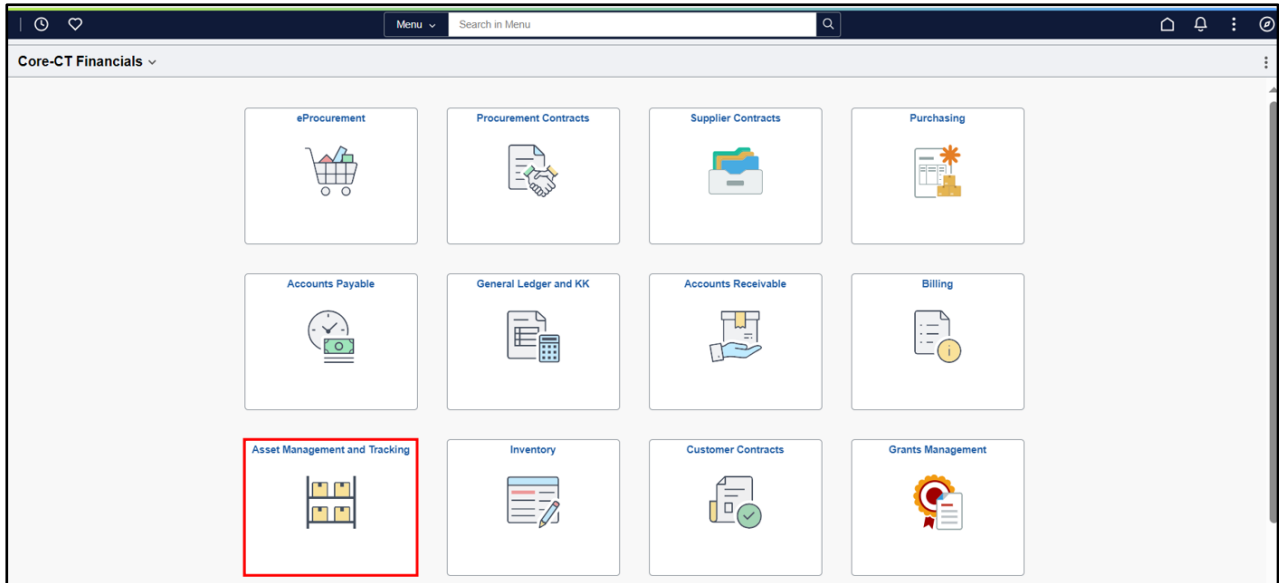 Menu
Search in Menu
Core-CT Financials
eProcurement
Procurement Contracts
Supplier Contracts
Purchasing
Accounts Payable
General Ledger and KK
Accounts Receivable
Billing
Asset Management and Tracking
Inventory
Customer Contracts
Grants Management